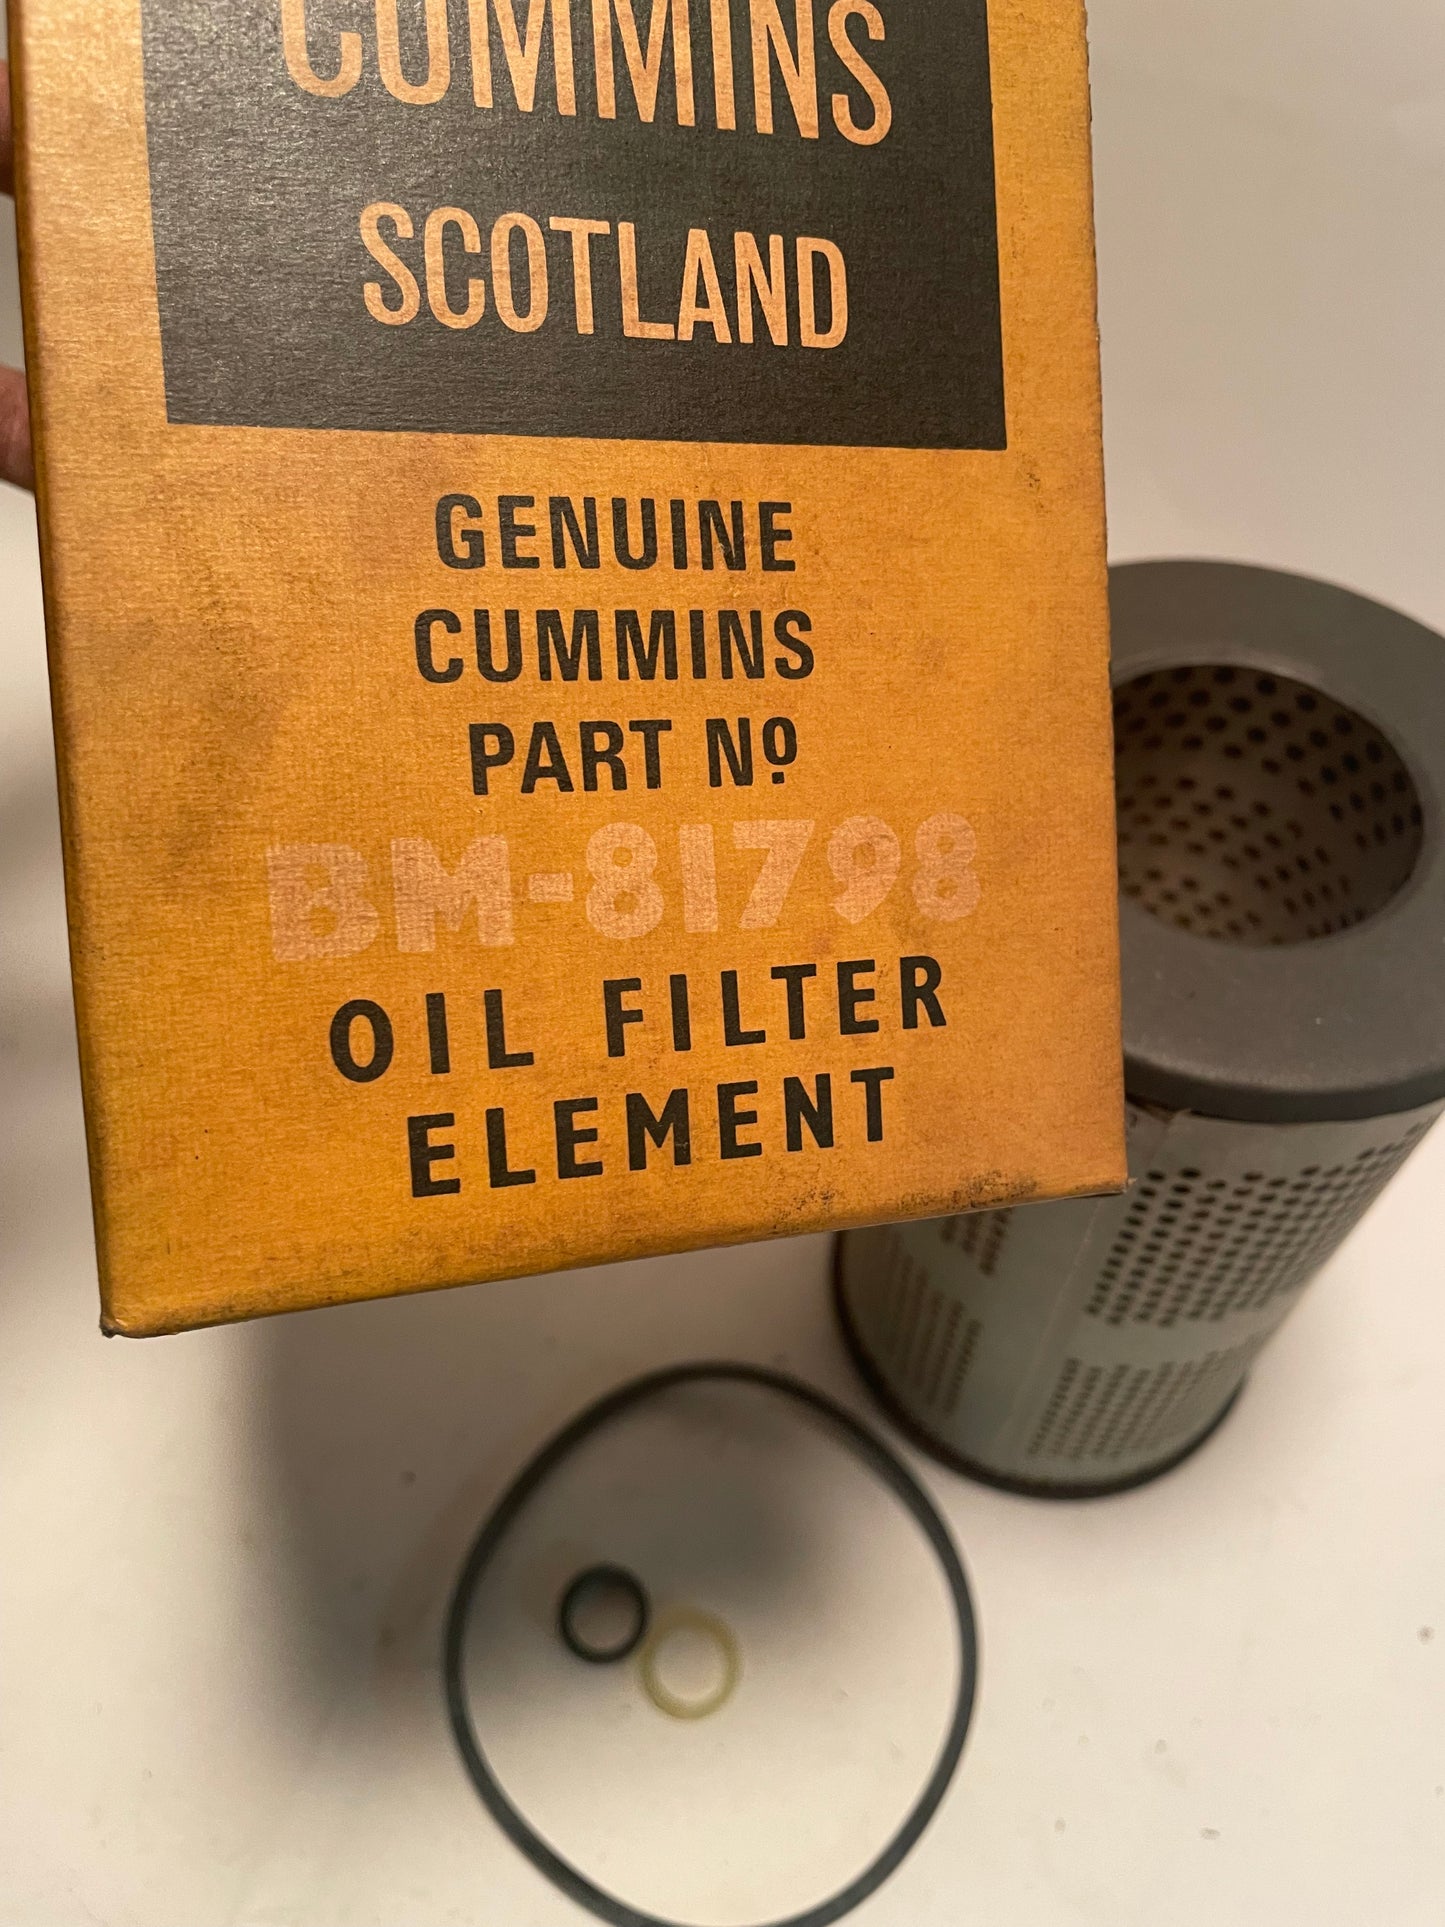 CUMMINS
SCOTLAND
GENUINE
CUMMINS
PART Nº
BM-81798
OIL FILTER
ELEMENT